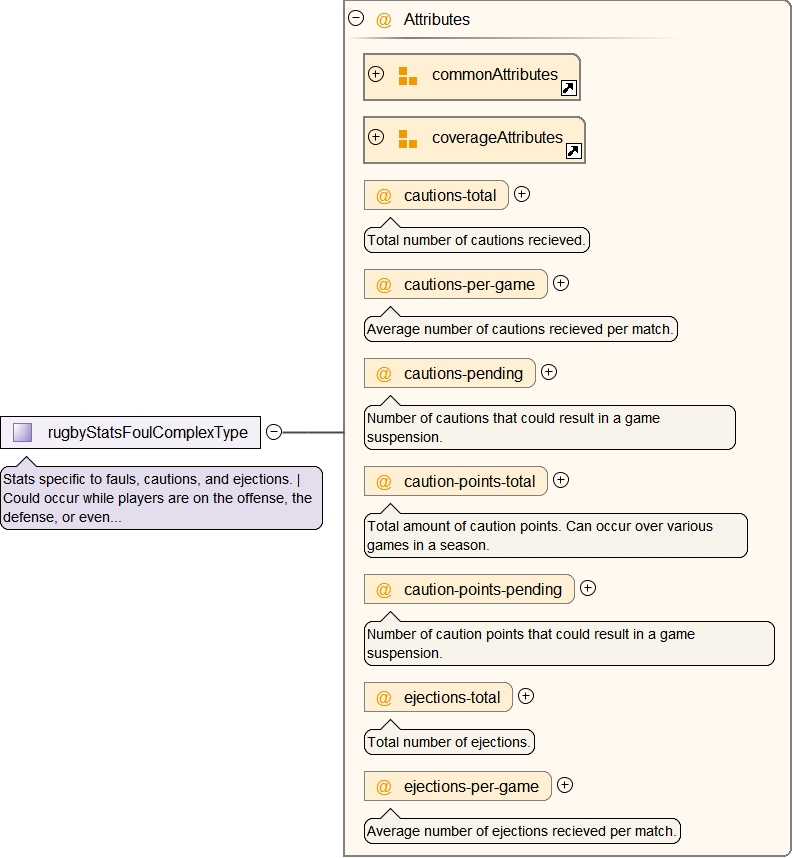 Attributes
commonAttributes
coverageAttributes
@ cautions-total
Total number of cautions recieved.
@ cautions-per-game
Average number of cautions recieved per match.
@ cautions-pending
Number of cautions that could result in a game
suspension.
rugbyStatsFoulComplexType
Stats specific to fauls, cautions, and ejections. |
Could occur while players are on the offense, the
defense, or even...
@ caution-points-total
Total amount of caution points. Can occur over various
games in a season.
@ caution-points-pending
Number of caution points that could result in a game
suspension.
@ ejections-total
Total number of ejections.
@ ejections-per-game
Average number of ejections recieved per match.